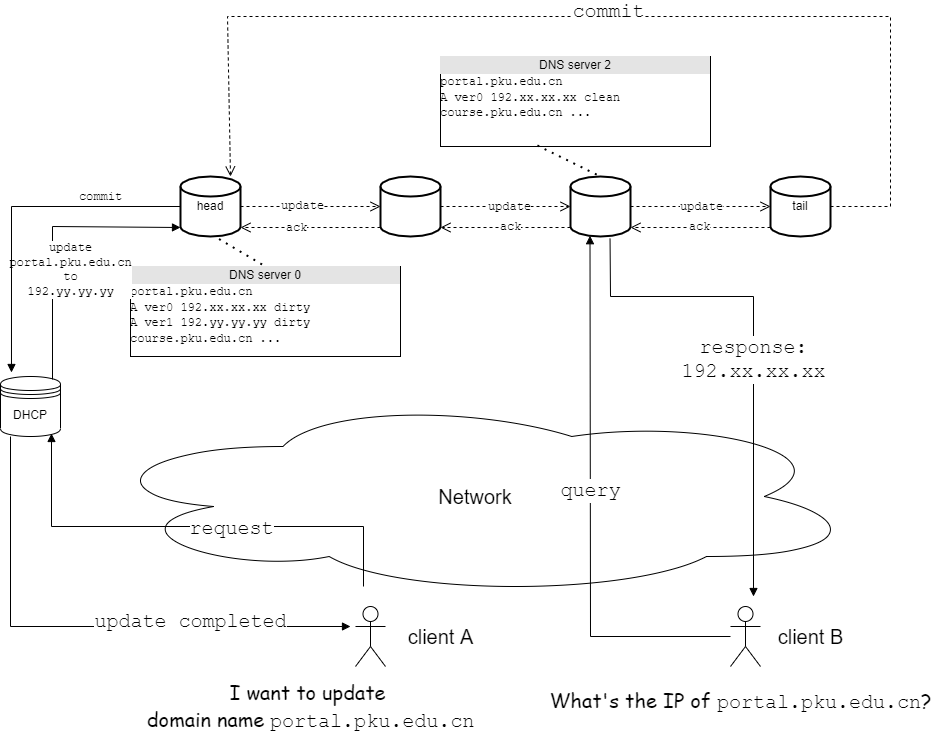 commit
DNS server 2
portal.pku.edu.cn
A ver0 192.xx.xx.xx clean
course.pku.edu.cn ...
commit
head
update
update
update
tail
ack
ack
ack
update
portal.pku.edu.cn
to
192.yy.yy.yy
DNS server 0
portal.pku.edu.cn
A ver0 192.xx.xx.xx dirty
A ver1 192.yy.yy.yy dirty
course.pku.edu.cn ...
response:
192.xx.xx.xx
DHCP
Network
query
request
update completed
client A
client B
I want to update
domain name portal.pku.edu.cn
What's the IP of portal.pku.edu.cn?